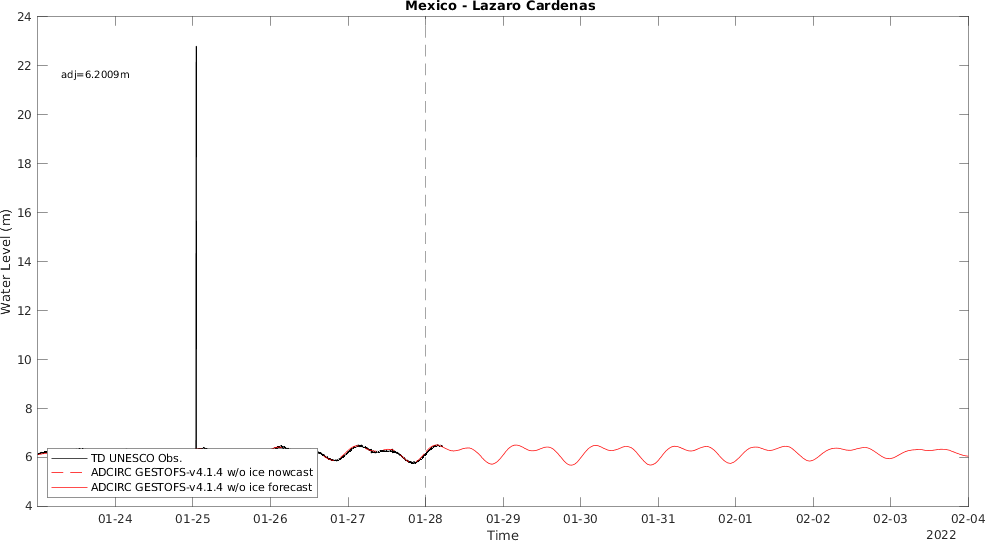 Mexico - Lazaro Cardenas
24
22
20
18
16
14
12
10
8
6
4
Water Level (m)
adj=6.2009m
TD UNESCO Obs.
ADCIRC GESTOFS-v4.1.4 w/o ice nowcast
ADCIRC GESTOFS-v4.1.4 w/o ice forecast
01-24 01-25 01-26 01-27 01-28 01-29 01-30 01-31 02-01 02-02 02-03 02-04
Time
2022